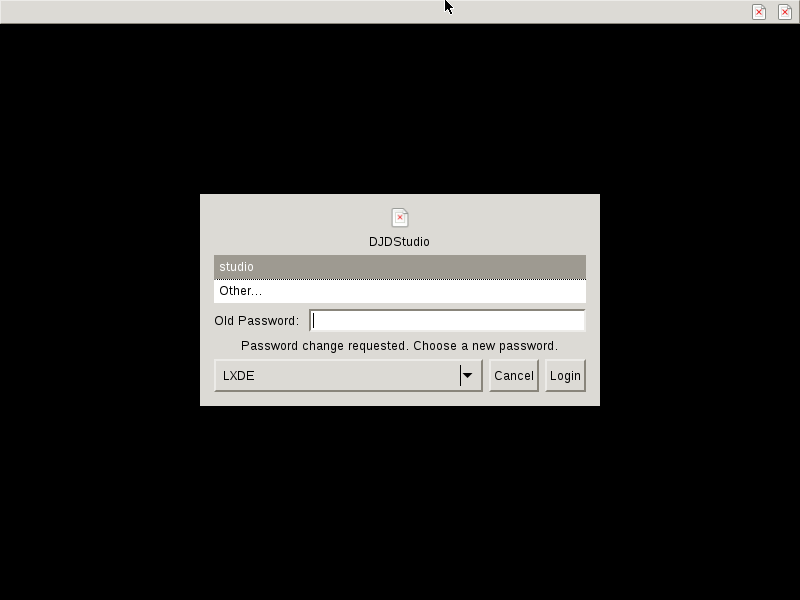 DJDStudio
studio
Other...
Old Password:
Password change requested. Choose a new password.
LXDE Cancel Login